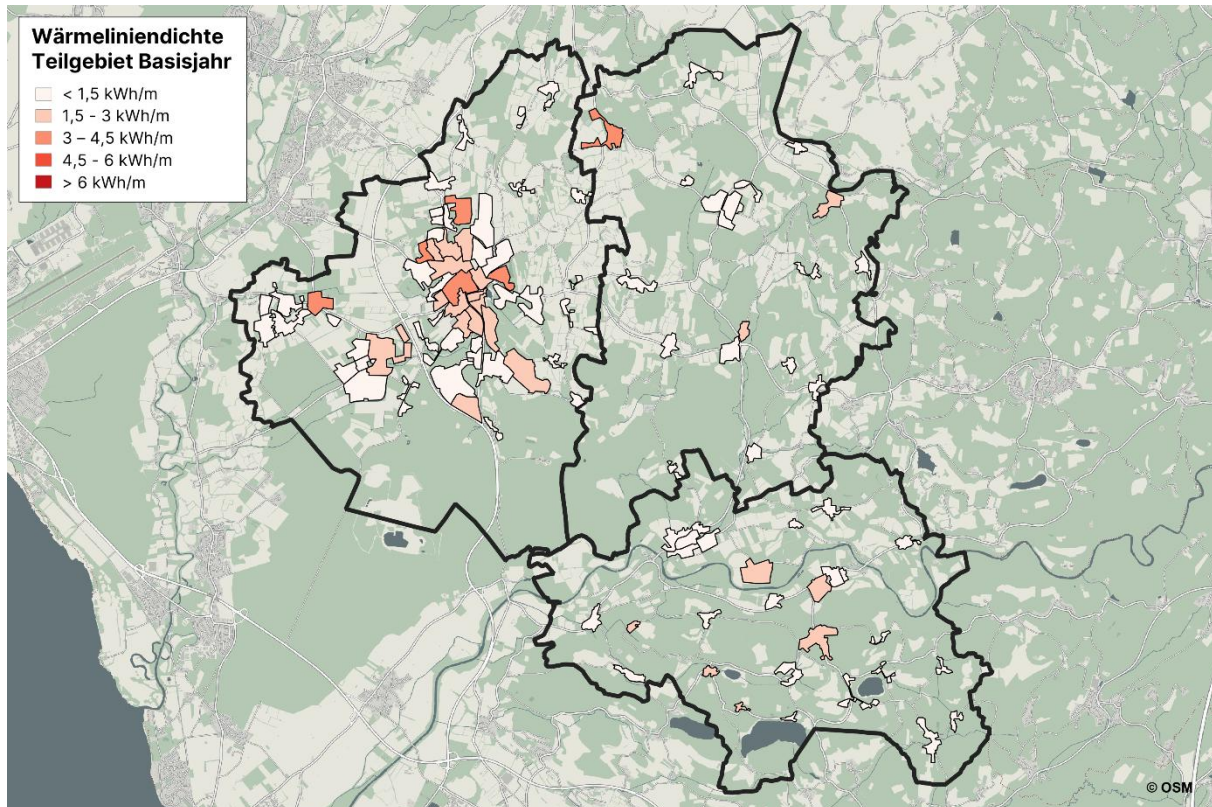 Wärmeliniendichte
Teilgebiet Basisjahr
< 1,5 kWh/m
1,5 - 3 kWh/m
3 – 4,5 kWh/m
4,5 - 6 kWh/m
> 6 kWh/m
© OSM